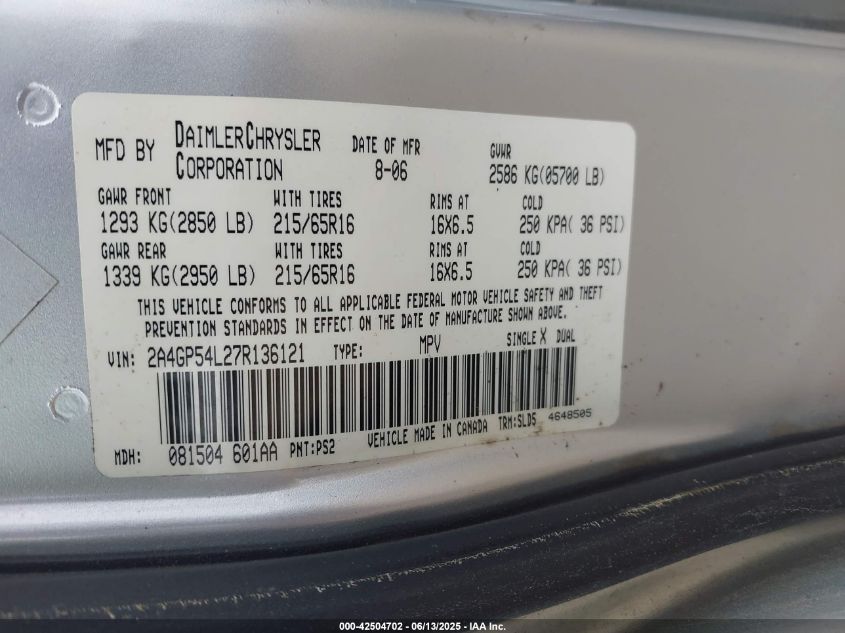 MFD BY DAIMLERCHRYSLER CORPORATION
DATE OF MFR 8-06
GVWR 2586 KG(05700 LB)
GAWR FRONT WITH TIRES RIMS AT COLD
1293 KG(2850 LB) 215/65R16 16X6.5 250 KPA( 36 PSI)
GAWR REAR WITH TIRES RIMS AT COLD
1339 KG(2950 LB) 215/65R16 16X6.5 250 KPA( 36 PSI)
THIS VEHICLE CONFORMS TO ALL APPLICABLE FEDERAL MOTOR VEHICLE SAFETY AND THEFT
PREVENTION STANDARDS IN EFFECT ON THE DATE OF MANUFACTURE SHOWN ABOVE.
VIN: 2A4GP54L27R136121 TYPE: MPV SINGLE X DUAL
MDH: 081504 601AA PNT:PS2 VEHICLE MADE IN CANADA TRM:SLD5 4648505
000-42504702 - 06/13/2025 - IAA Inc.